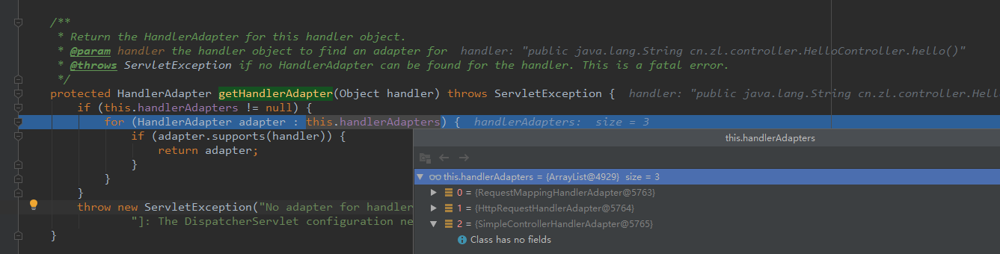 /**
* Return the HandlerAdapter for this handler object.
* @param handler the handler object to find an adapter for handler: "public java.lang.String cn.zl.controller.HelloController.hello()"
* @throws ServletException if no HandlerAdapter can be found for the handler. This is a fatal error.
*/
protected HandlerAdapter getHandlerAdapter(Object handler) throws ServletException { handler: "public java.lang.String cn.zl.controller.Hell
if (this.handlerAdapters != null) {
for (HandlerAdapter adapter : this.handlerAdapters) { handlerAdapters: size = 3
if (adapter.supports(handler)) {
return adapter;
}
}
}
throw new ServletException("No adapter for handler
"]: The DispatcherServlet configuration ne
}
this.handlerAdapters
this.handlerAdapters = {ArrayList@4929} size = 3
0 = {RequestMappingHandlerAdapter@5763}
1 = {HttpRequestHandlerAdapter@5764}
2 = {SimpleControllerHandlerAdapter@5765}
Class has no fields